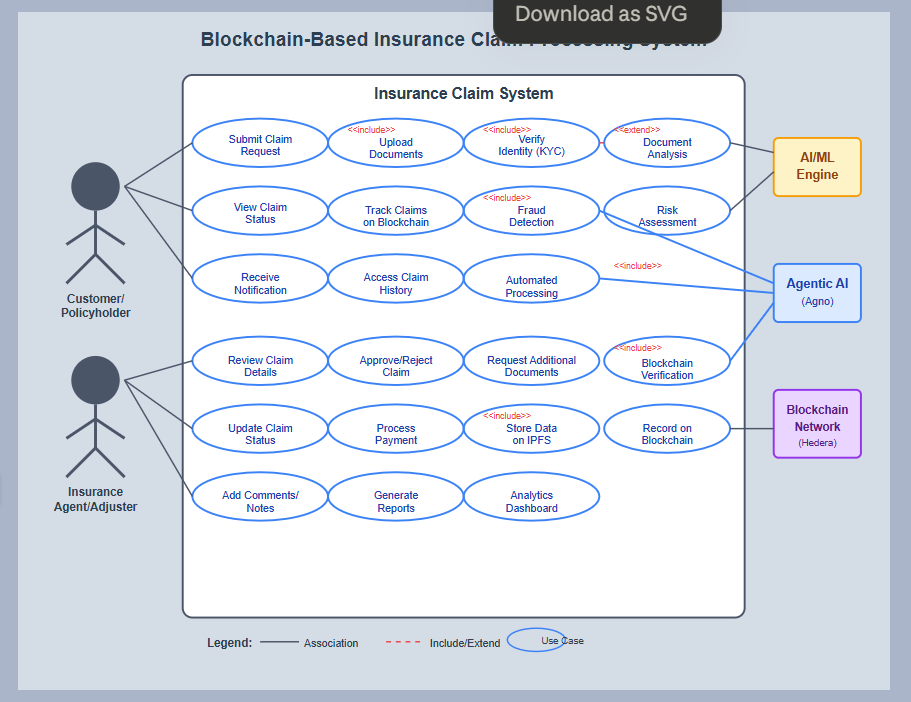 Download as SVG
Blockchain-Based Insurance Claim Processing System
Insurance Claim System
Submit Claim
Request
<<include>>
Upload
Documents
<<include>>
Verify
Identity (KYC)
<<extend>>
Document
Analysis
AI/ML
Engine
View Claim
Status
Track Claims
on Blockchain
<<include>>
Fraud
Detection
Risk
Assessment
Receive
Notification
Access Claim
History
Automated
Processing
<<include>>
Agentic AI
(Agno)
Customer/
Policyholder
Review Claim
Details
Approve/Reject
Claim
Request Additional
Documents
<<include>>
Blockchain
Verification
Update Claim
Status
Process
Payment
<<include>>
Store Data
on IPFS
Record on
Blockchain
Blockchain
Network
(Hedera)
Insurance
Agent/Adjuster
Add Comments/
Notes
Generate
Reports
Analytics
Dashboard
Legend:
Association
Include/Extend
Use Case